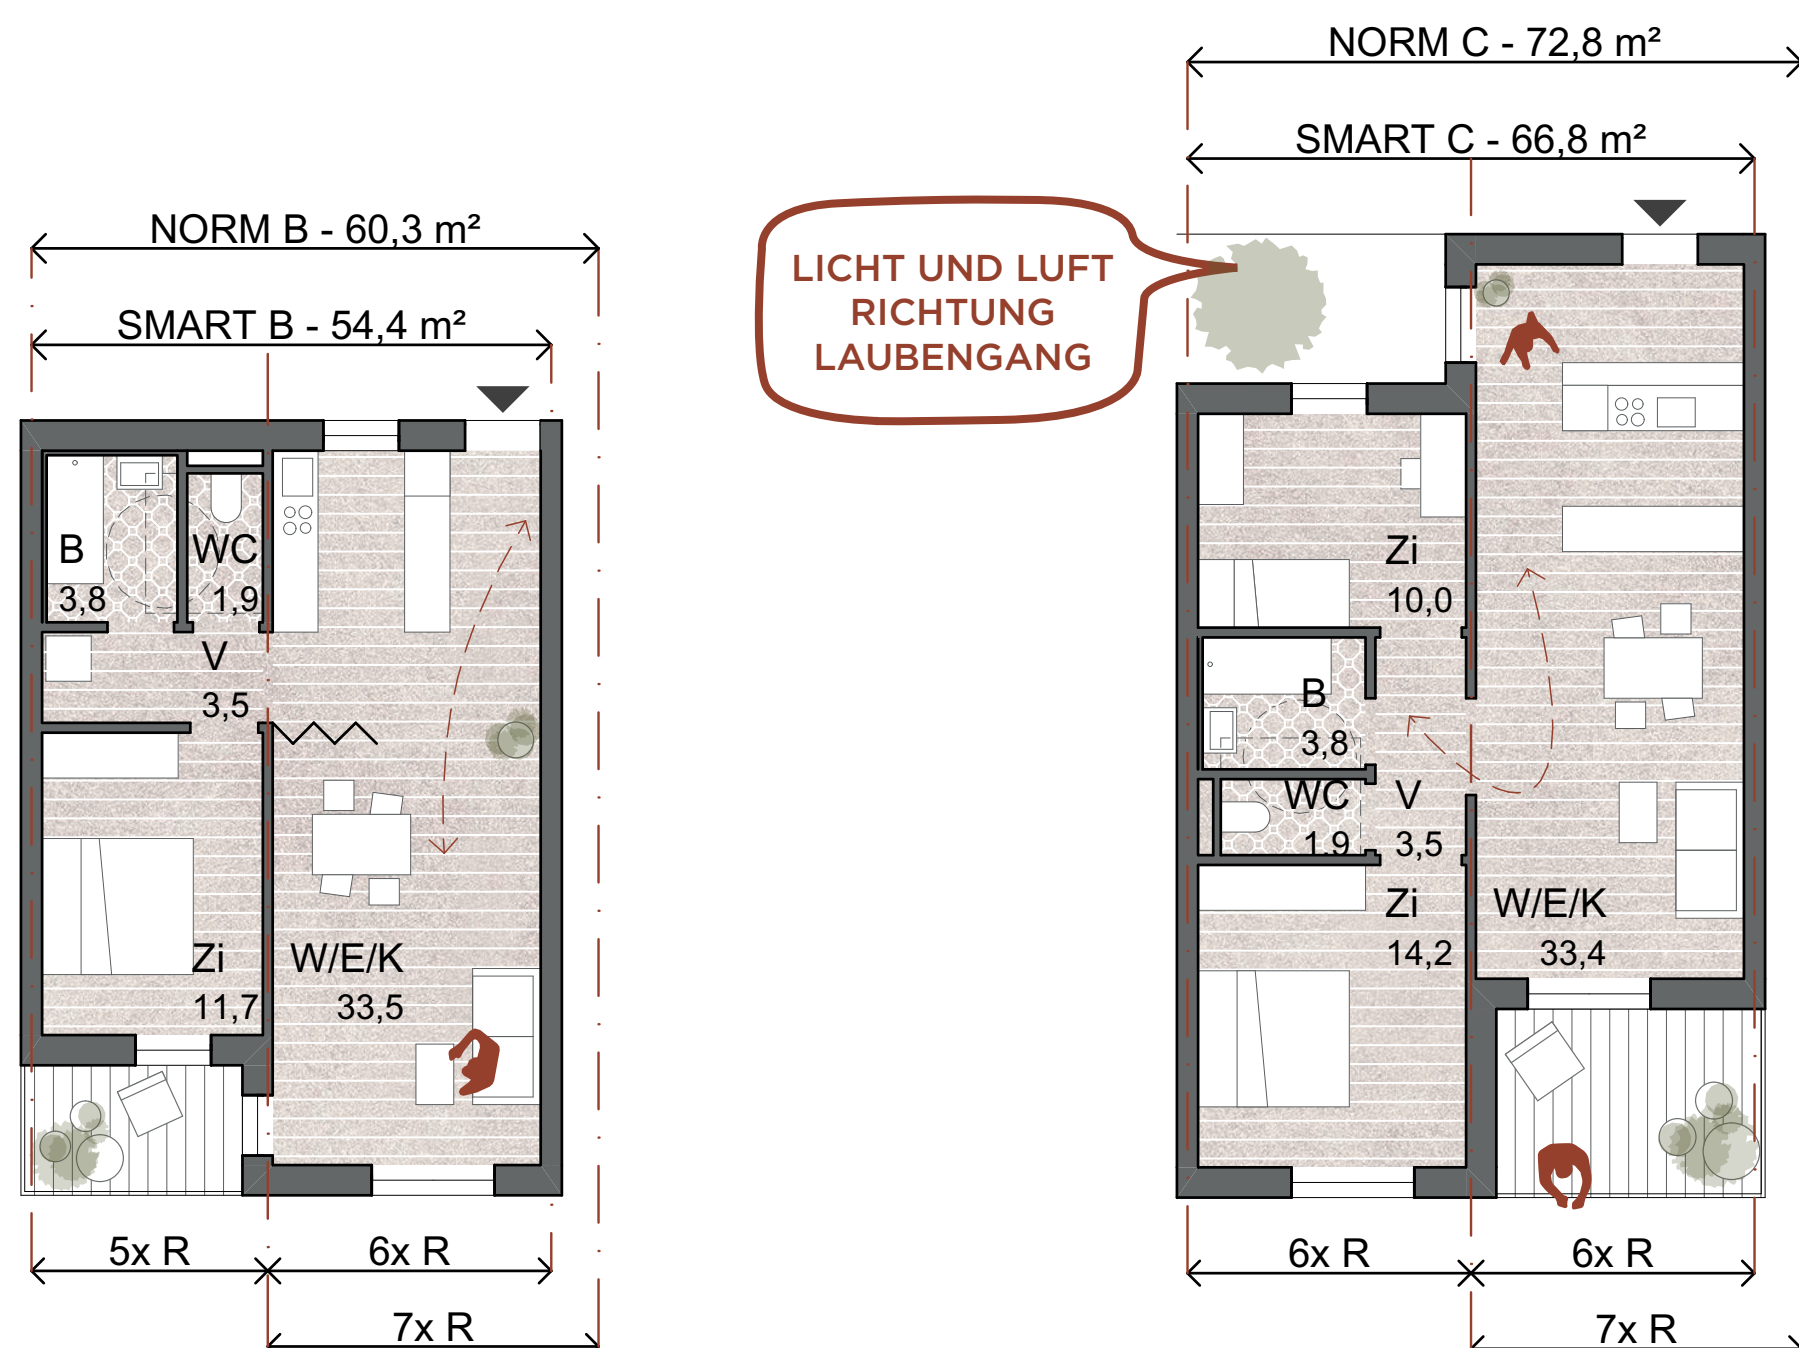 NORM B - 60,3 m²
SMART B - 54,4 m²
B
3,8
WC
1,9
V
3,5
Zi
11,7
W/E/K
33,5
5x R
6x R
7x R
LICHT UND LUFT
RICHTUNG
LAUBENGANG
NORM C - 72,8 m²
SMART C - 66,8 m²
Zi
10,0
B
3,8
WC
1,9
V
3,5
Zi
14,2
W/E/K
33,4
6x R
6x R
7x R